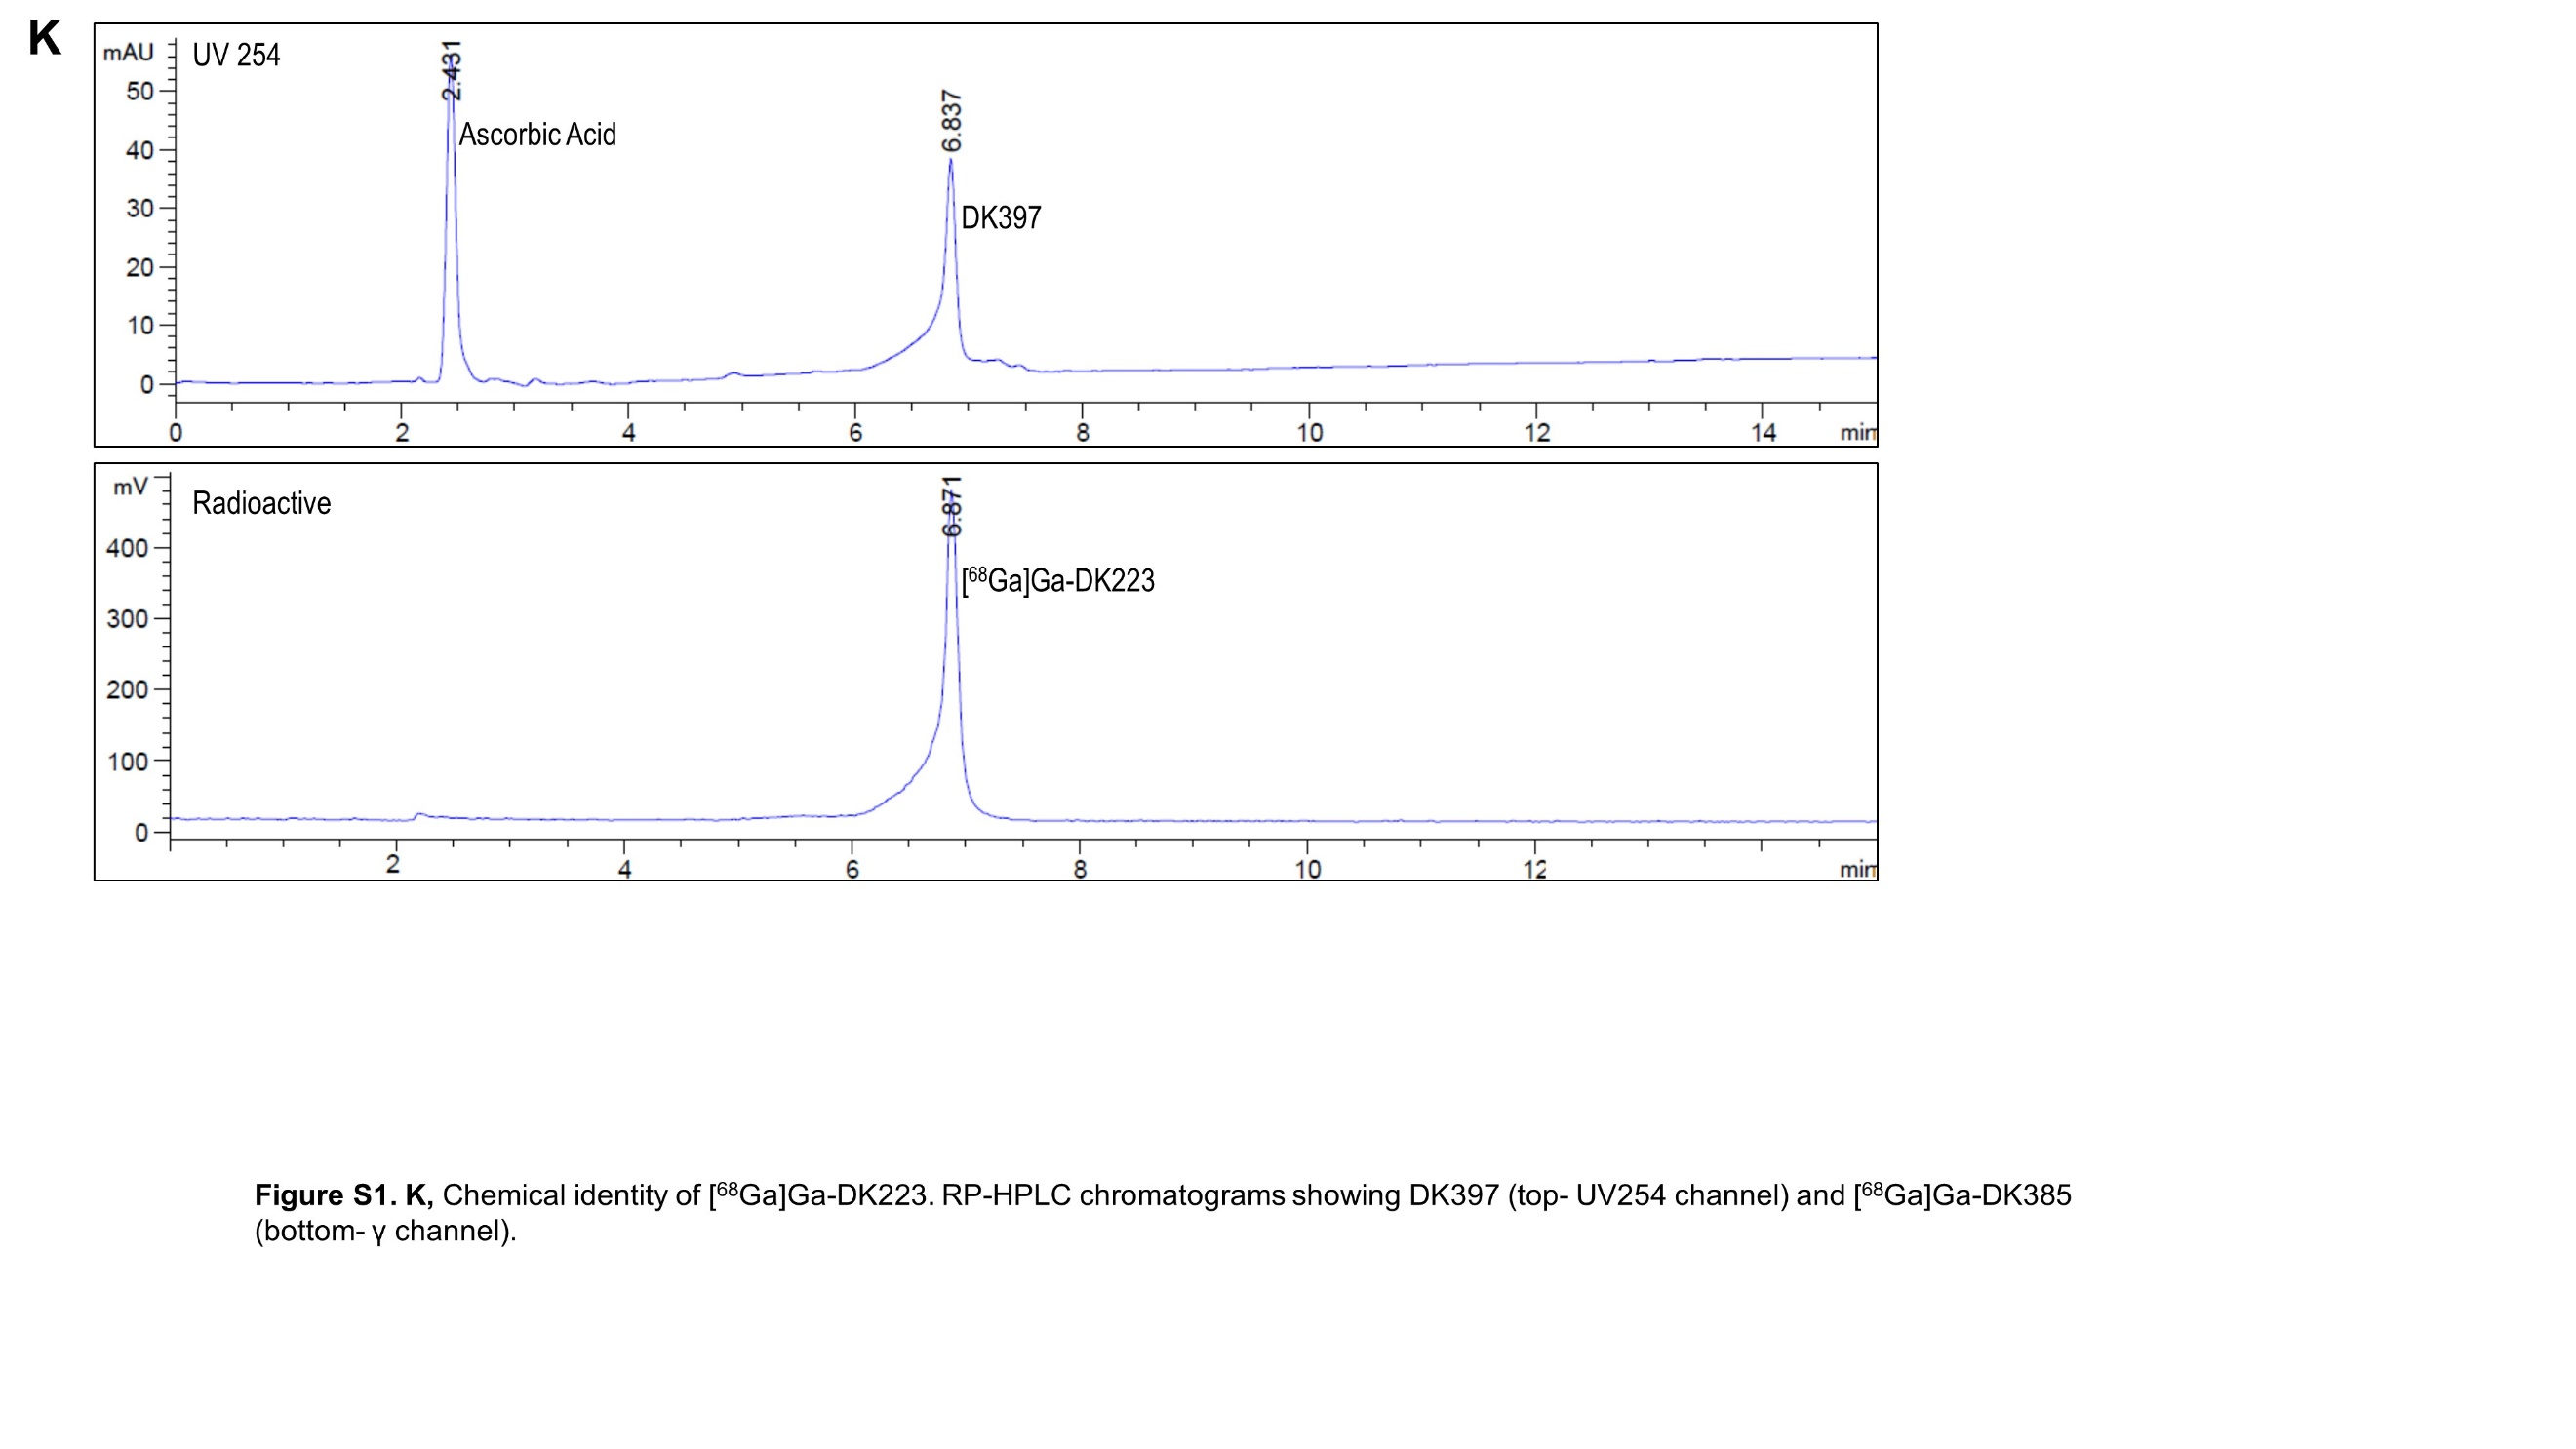 K
mAU
UV 254
2.431
Ascorbic Acid
6.837
DK397
50
40
30
20
10
0
0 2 4 6 8 10 12 14 min
mV
Radioactive
6.871
[⁶⁸Ga]Ga-DK223
400
300
200
100
0
2 4 6 8 10 12 min
Figure S1. K, Chemical identity of [⁶⁸Ga]Ga-DK223. RP-HPLC chromatograms showing DK397 (top- UV254 channel) and [⁶⁸Ga]Ga-DK385
(bottom- γ channel).